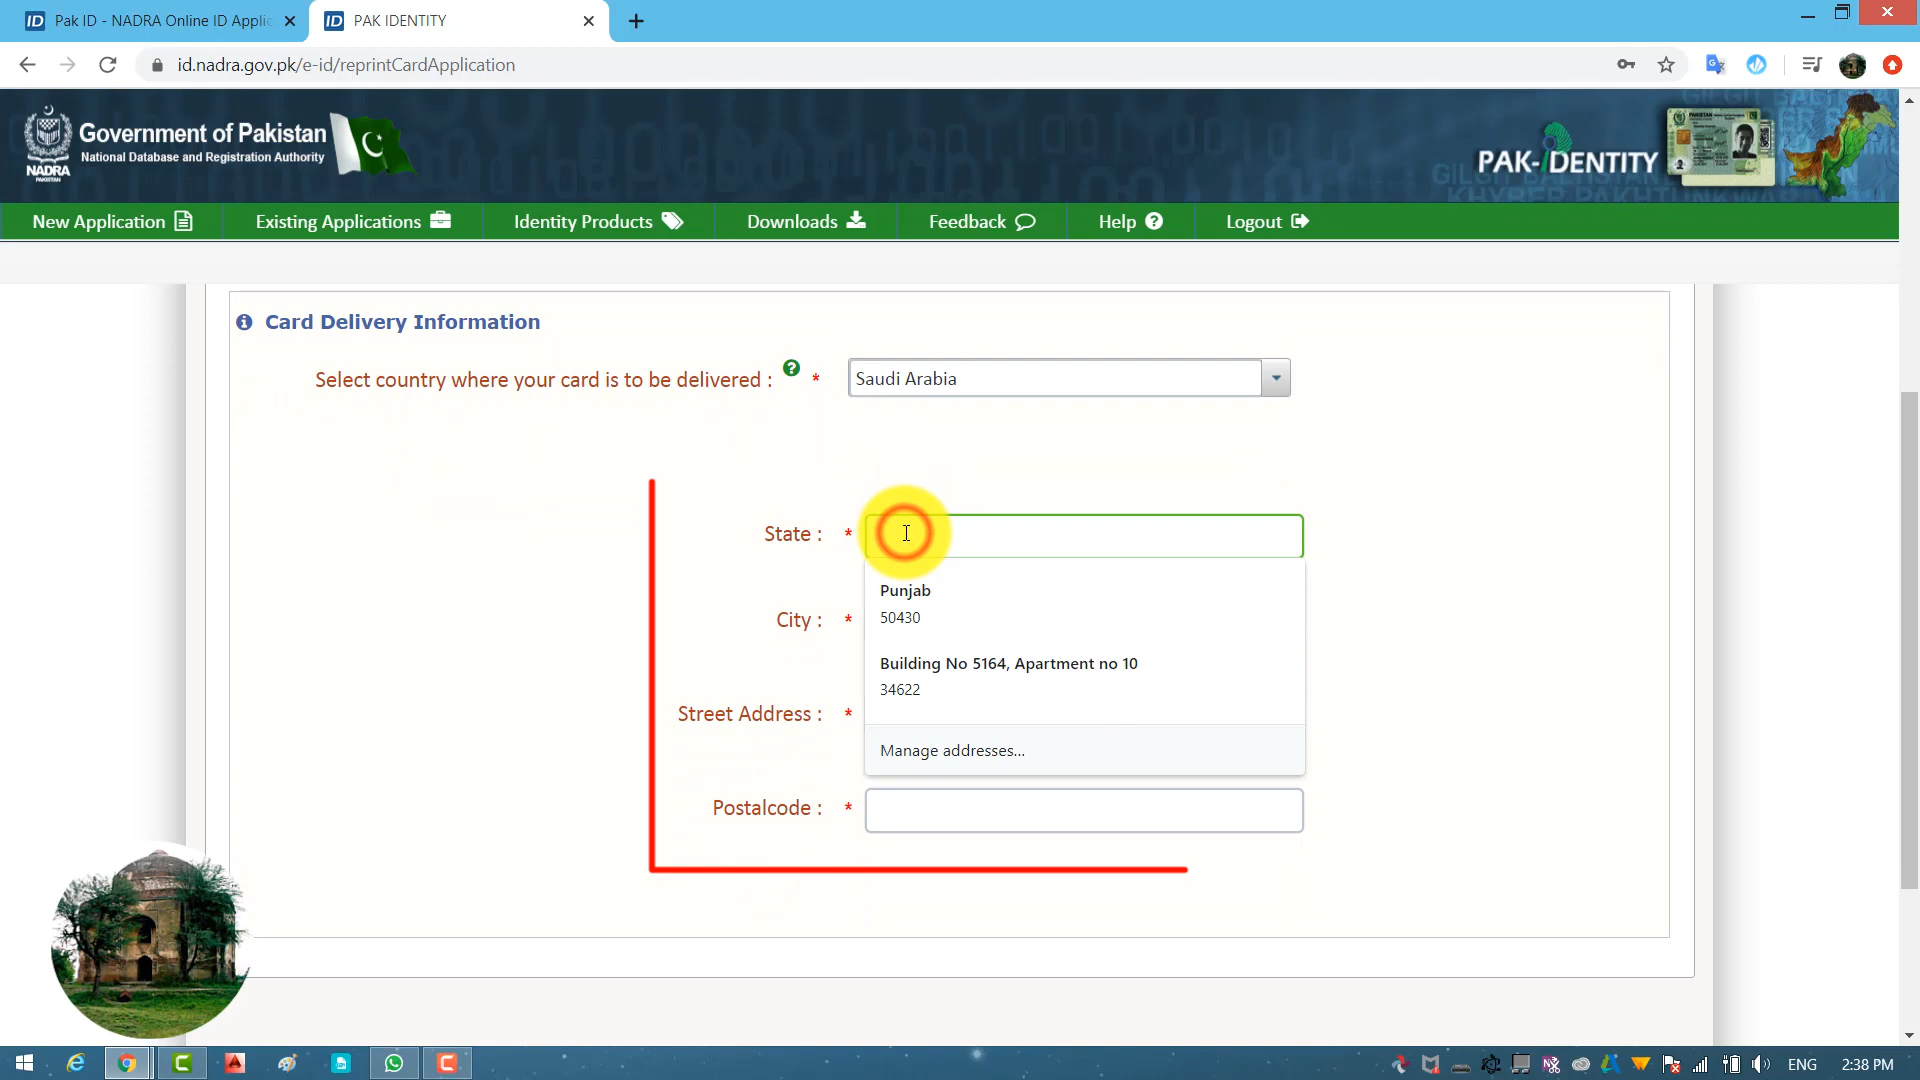 Pak ID - NADRA Online ID Applic
PAK IDENTITY
id.nadra.gov.pk/e-id/reprintCardApplication
Government of Pakistan
National Database and Registration Authority
NADRA
PAKISTAN
PAK-IDENTITY
New Application
Existing Applications
Identity Products
Downloads
Feedback
Help
Logout
Card Delivery Information
Select country where your card is to be delivered : ? *
Saudi Arabia
State : *
Punjab
50430
City : *
Building No 5164, Apartment no 10
34622
Street Address : *
Manage addresses...
Postalcode : *
ENG
2:38 PM